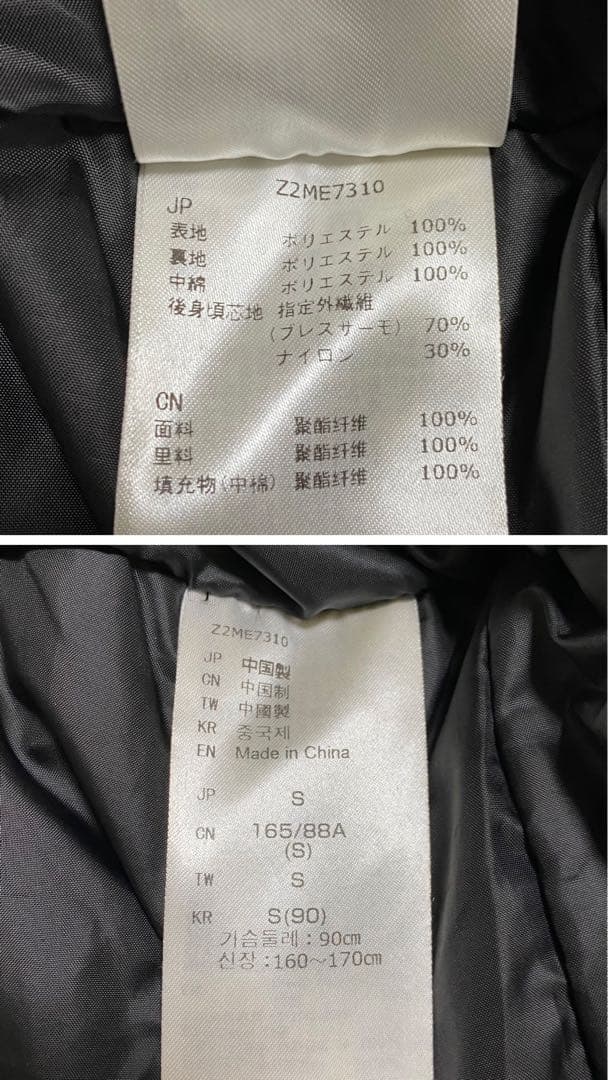 Z2ME7310
JP
表地 ポリエステル 100%
裏地 ポリエステル 100%
中綿 ポリエステル 100%
後身頃芯地 指定外繊維
(ブレスサーモ) 70%
ナイロン 30%
CN
面料 聚酯纤维 100%
里料 聚酯纤维 100%
填充物(中棉) 聚酯纤维 100%
Z2ME7310
JP 中国製
CN 中国制
TW 中國製
KR 중국제
EN Made in China
JP S
CN 165/88A
(S)
TW S
KR S(90)
가슴둘레:90cm
신장:160~170cm